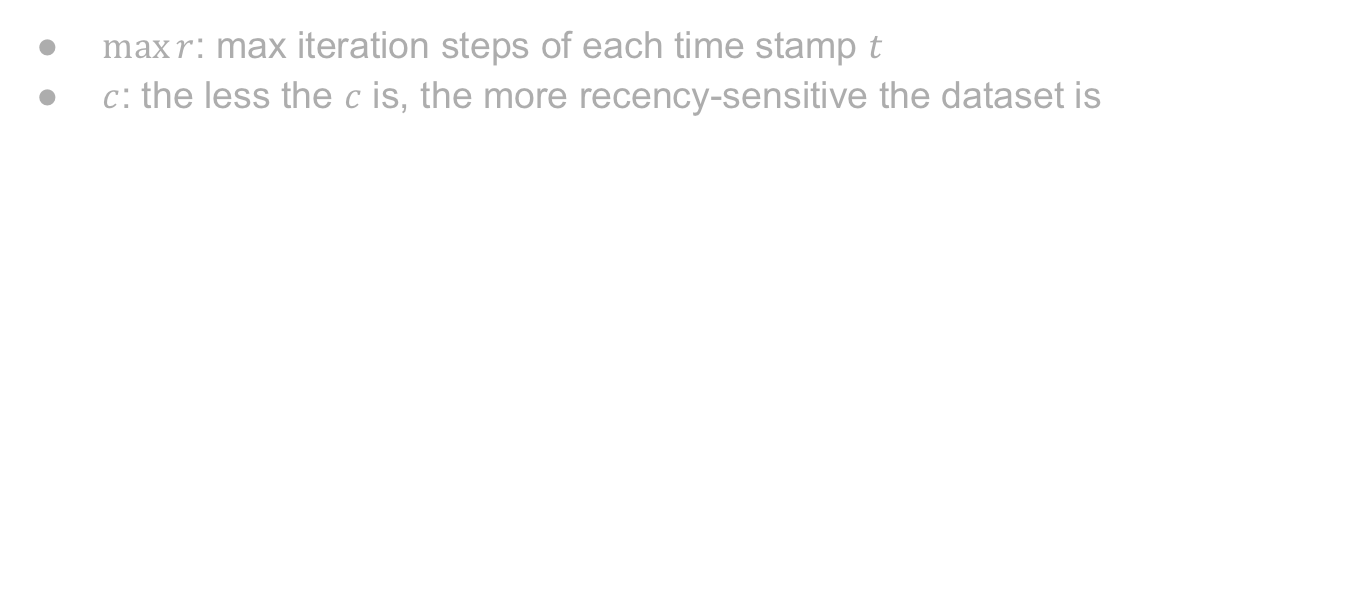 ● max r: max iteration steps of each time stamp t
● c: the less the c is, the more recency-sensitive the dataset is